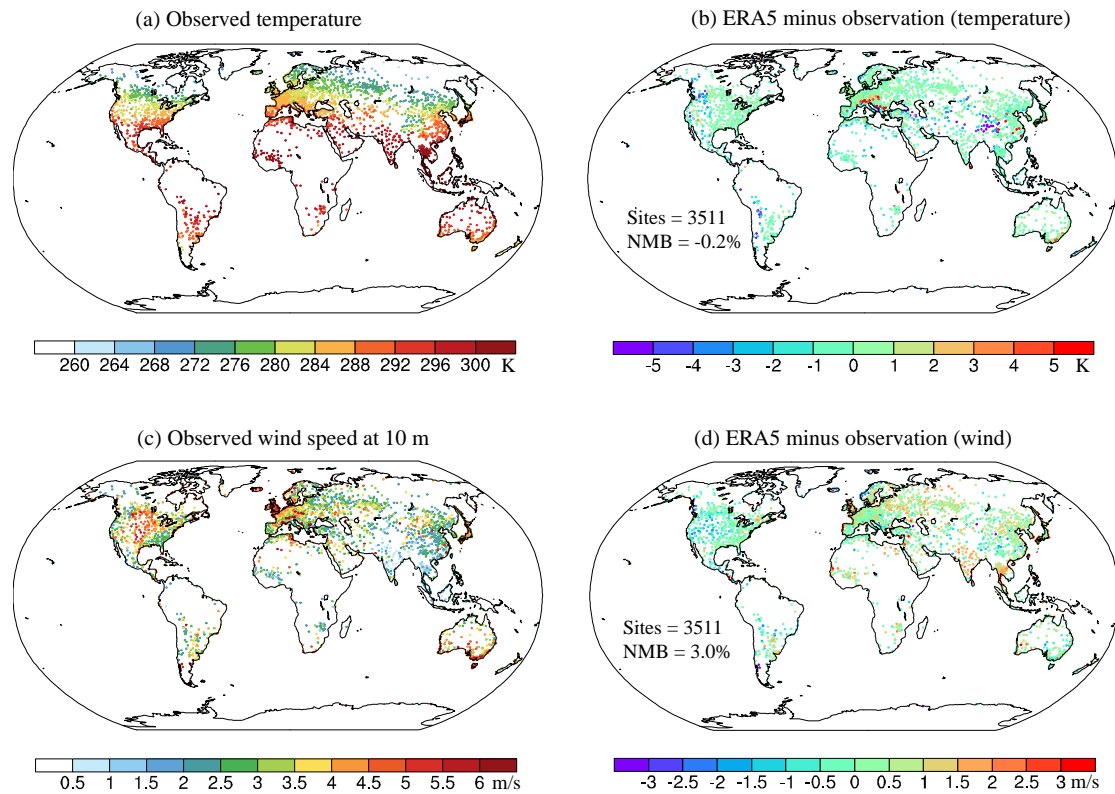 (a) Observed temperature
(b) ERA5 minus observation (temperature)
Sites = 3511
NMB = -0.2%
260 264 268 272 276 280 284 288 292 296 300 K
-5 -4 -3 -2 -1 0 1 2 3 4 5 K
(c) Observed wind speed at 10 m
(d) ERA5 minus observation (wind)
Sites = 3511
NMB = 3.0%
0.5 1 1.5 2 2.5 3 3.5 4 4.5 5 5.5 6 m/s
-3 -2.5 -2 -1.5 -1 -0.5 0 0.5 1 1.5 2 2.5 3 m/s